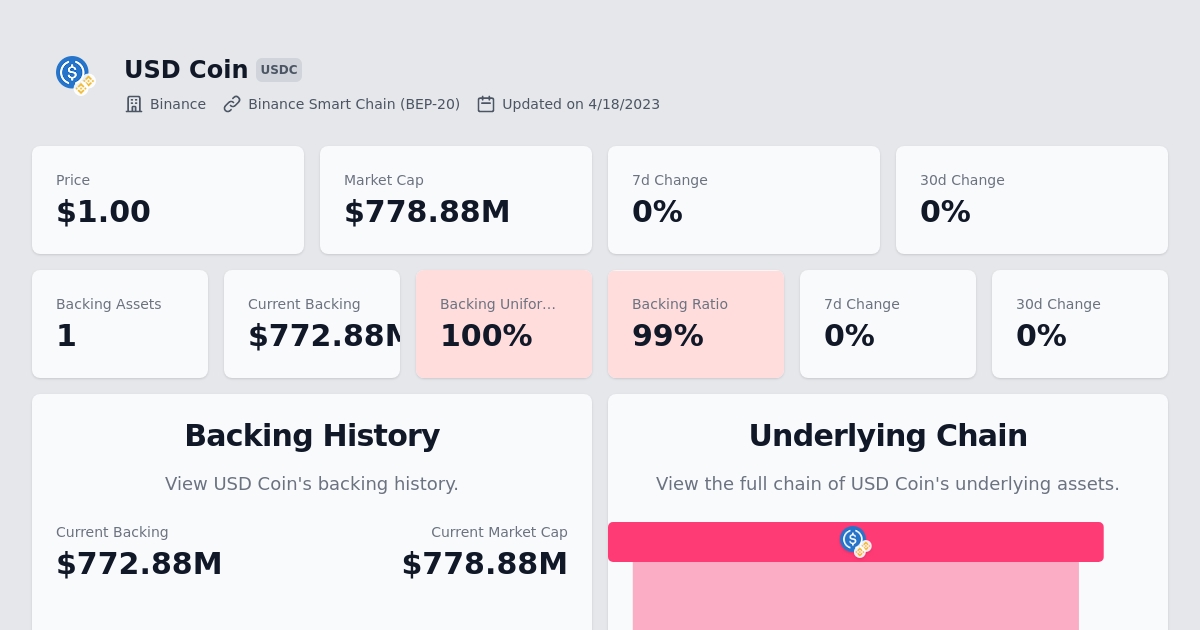 USD Coin USDC
Binance Binance Smart Chain (BEP-20) Updated on 4/18/2023
Price Market Cap 7d Change 30d Change
$1.00 $778.88M 0% 0%
Backing Assets Current Backing Backing Unifor... Backing Ratio 7d Change 30d Change
1 $772.88M 100% 99% 0% 0%
Backing History
View USD Coin's backing history.
Current Backing Current Market Cap
$772.88M $778.88M
Underlying Chain
View the full chain of USD Coin's underlying assets.